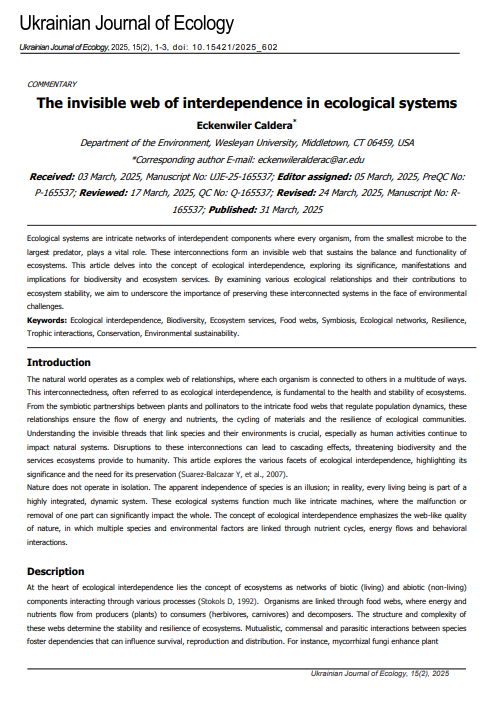 Ukrainian Journal of Ecology
Ukrainian Journal of Ecology, 2025, 15(2), 1-3, doi: 10.15421/2025_602
COMMENTARY
The invisible web of interdependence in ecological systems
Eckenwiler Caldera*
Department of the Environment, Wesleyan University, Middletown, CT 06459, USA
*Corresponding author E-mail: eckenwileralderac@ar.edu
Received: 03 March, 2025, Manuscript No: UJE-25-165537; Editor assigned: 05 March, 2025, PreQC No:
P-165537; Reviewed: 17 March, 2025, QC No: Q-165537; Revised: 24 March, 2025, Manuscript No: R-
165537; Published: 31 March, 2025
Ecological systems are intricate networks of interdependent components where every organism, from the smallest microbe to the
largest predator, plays a vital role. These interconnections form an invisible web that sustains the balance and functionality of
ecosystems. This article delves into the concept of ecological interdependence, exploring its significance, manifestations and
implications for biodiversity and ecosystem services. By examining various ecological relationships and their contributions to
ecosystem stability, we aim to underscore the importance of preserving these interconnected systems in the face of environmental
challenges.
Keywords: Ecological interdependence, Biodiversity, Ecosystem services, Food webs, Symbiosis, Ecological networks, Resilience,
Trophic interactions, Conservation, Environmental sustainability.
Introduction
The natural world operates as a complex web of relationships, where each organism is connected to others in a multitude of ways.
This interconnectedness, often referred to as ecological interdependence, is fundamental to the health and stability of ecosystems.
From the symbiotic partnerships between plants and pollinators to the intricate food webs that regulate population dynamics, these
relationships ensure the flow of energy and nutrients, the cycling of materials and the resilience of ecological communities.
Understanding the invisible threads that link species and their environments is crucial, especially as human activities continue to
impact natural systems. Disruptions to these interconnections can lead to cascading effects, threatening biodiversity and the
services ecosystems provide to humanity. This article explores the various facets of ecological interdependence, highlighting its
significance and the need for its preservation (Suarez-Balcazar Y, et al., 2007).
Nature does not operate in isolation. The apparent independence of species is an illusion; in reality, every living being is part of a
highly integrated, dynamic system. These ecological systems function much like intricate machines, where the malfunction or
removal of one part can significantly impact the whole. The concept of ecological interdependence emphasizes the web-like quality
of nature, in which multiple species and environmental factors are linked through nutrient cycles, energy flows and behavioral
interactions.
Description
At the heart of ecological interdependence lies the concept of ecosystems as networks of biotic (living) and abiotic (non-living)
components interacting through various processes (Stokols D, 1992). Organisms are linked through food webs, where energy and
nutrients flow from producers (plants) to consumers (herbivores, carnivores) and decomposers. The structure and complexity of
these webs determine the stability and resilience of ecosystems. Mutualistic, commensal and parasitic interactions between species
foster dependencies that can influence survival, reproduction and distribution. For instance, mycorrhizal fungi enhance plant
Ukrainian Journal of Ecology, 15(2), 2025